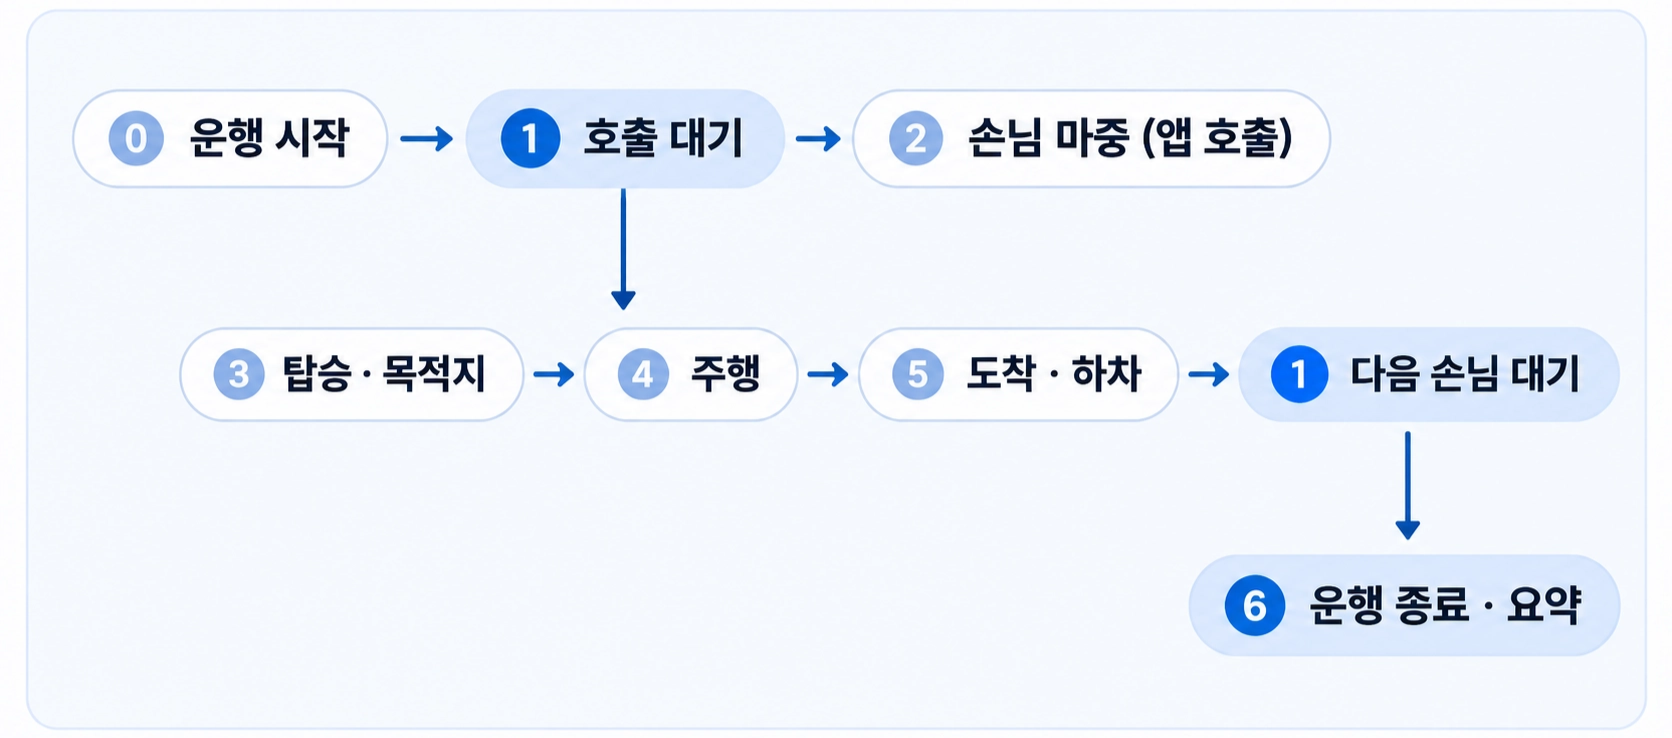 0 운행 시작 → 1 호출 대기 → 2 손님 마중 (앱 호출)
3 탑승 · 목적지 → 4 주행 → 5 도착 · 하차 → 1 다음 손님 대기
6 운행 종료 · 요약